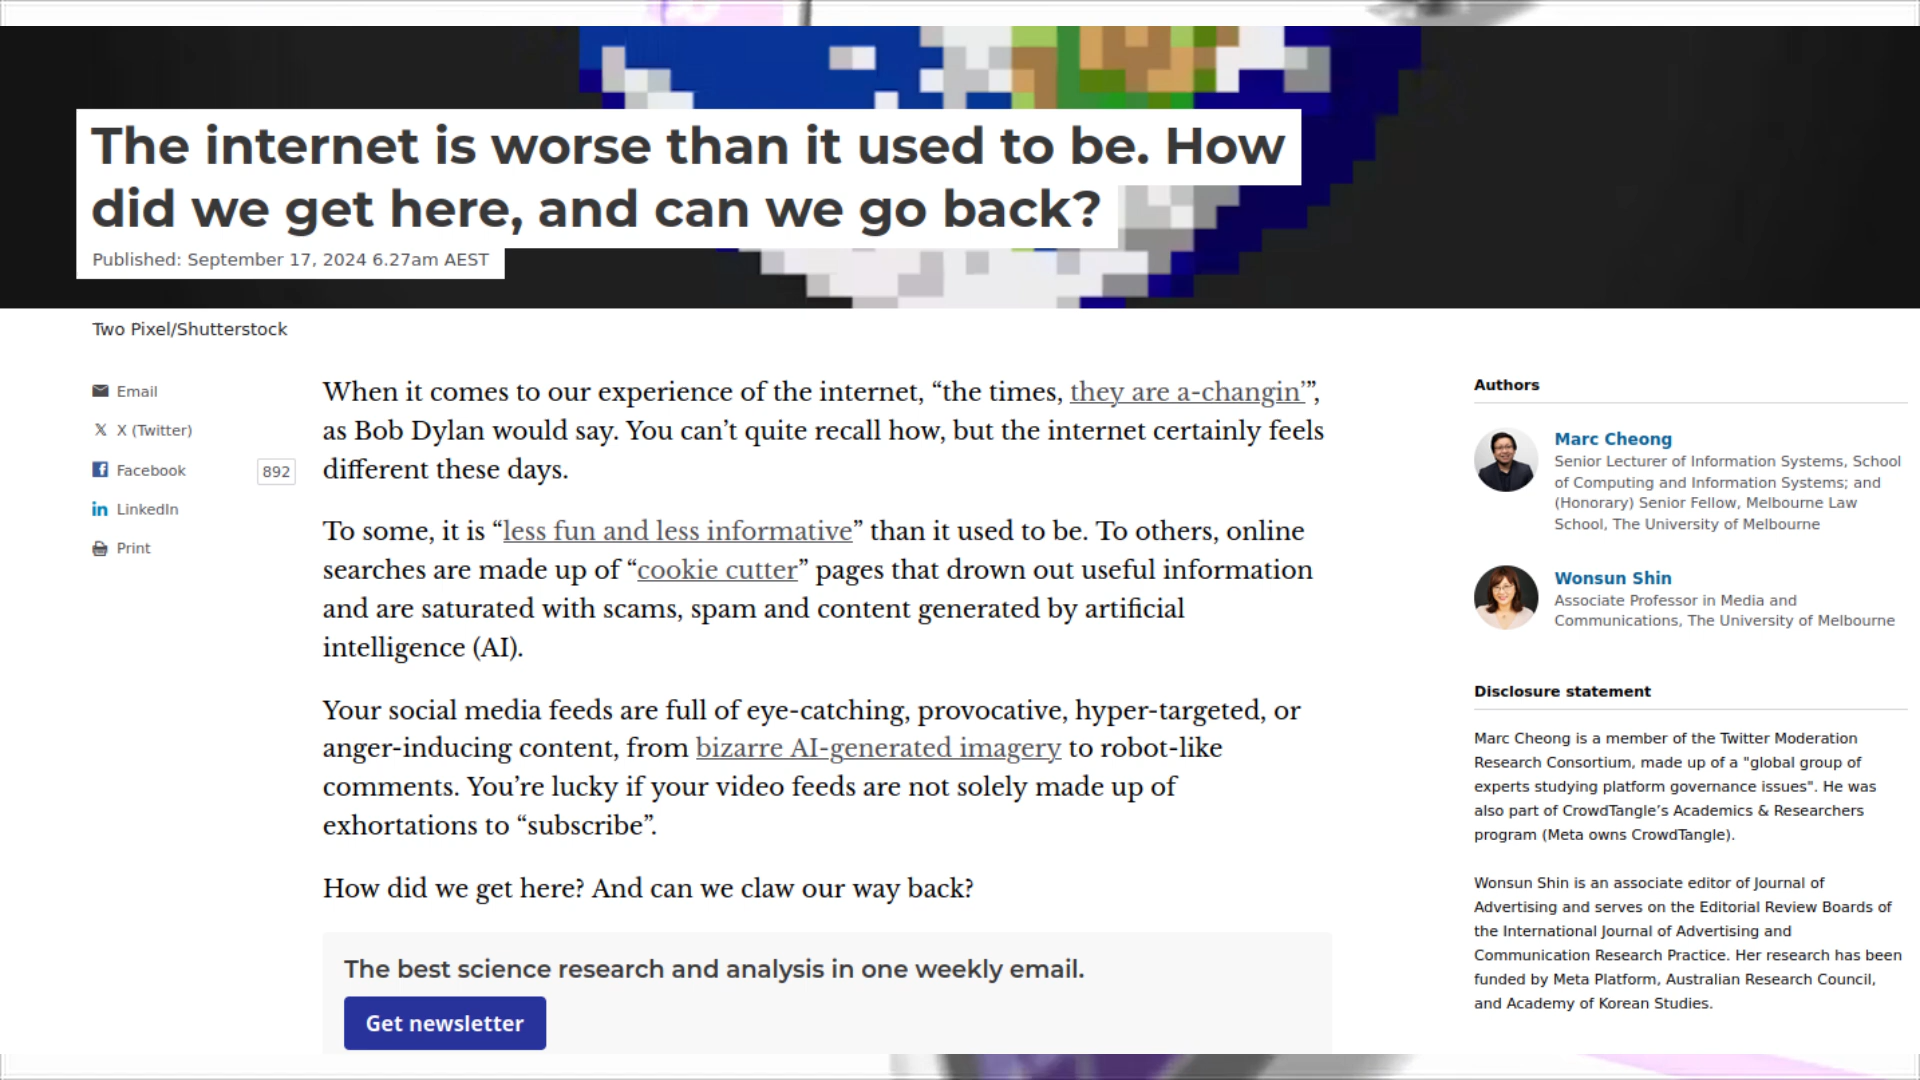 The internet is worse than it used to be. How
did we get here, and can we go back?
Published: September 17, 2024 6.27am AEST
Two Pixel/Shutterstock
Email
X (Twitter)
Facebook 892
LinkedIn
Print
When it comes to our experience of the internet, “the times, they are a-changin’”,
as Bob Dylan would say. You can’t quite recall how, but the internet certainly feels
different these days.
To some, it is “less fun and less informative” than it used to be. To others, online
searches are made up of “cookie cutter” pages that drown out useful information
and are saturated with scams, spam and content generated by artificial
intelligence (AI).
Your social media feeds are full of eye-catching, provocative, hyper-targeted, or
anger-inducing content, from bizarre AI-generated imagery to robot-like
comments. You’re lucky if your video feeds are not solely made up of
exhortations to “subscribe”.
How did we get here? And can we claw our way back?
The best science research and analysis in one weekly email.
Get newsletter
Authors
Marc Cheong
Senior Lecturer of Information Systems, School
of Computing and Information Systems; and
(Honorary) Senior Fellow, Melbourne Law
School, The University of Melbourne
Wonsun Shin
Associate Professor in Media and
Communications, The University of Melbourne
Disclosure statement
Marc Cheong is a member of the Twitter Moderation
Research Consortium, made up of a "global group of
experts studying platform governance issues". He was
also part of CrowdTangle’s Academics & Researchers
program (Meta owns CrowdTangle).
Wonsun Shin is an associate editor of Journal of
Advertising and serves on the Editorial Review Boards of
the International Journal of Advertising and
Communication Research Practice. Her research has been
funded by Meta Platform, Australian Research Council,
and Academy of Korean Studies.